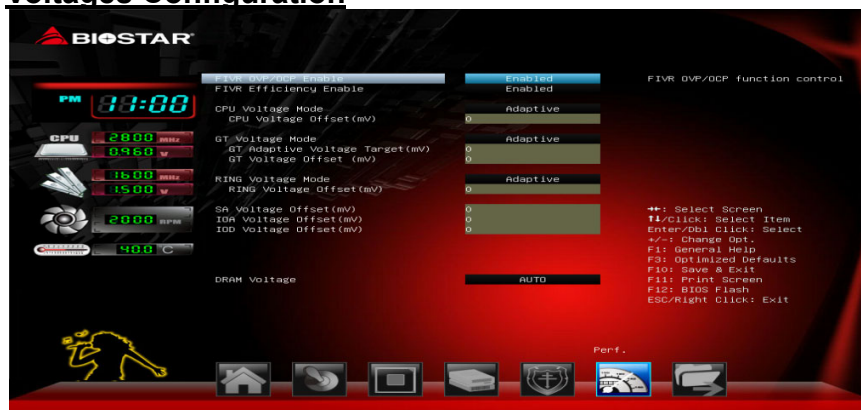 Voltages Configuration
BIOSTAR
FIVR OVP/OCP Enable Enabled
FIVR Efficiency Enable Enabled
CPU Voltage Mode Adaptive
CPU Voltage Offset(mV) 0
GT Voltage Mode Adaptive
GT Adaptive Voltage Target(mV) 0
GT Voltage Offset (mV) 0
RING Voltage Mode Adaptive
RING Voltage Offset(mV) 0
SA Voltage Offset(mV) 0
IOA Voltage Offset(mV) 0
IOD Voltage Offset(mV) 0
DRAM Voltage AUTO
PM 11:00
CPU 2800 MHz
0.960 V
1600 MHz
1.500 V
2000 RPM
40.0 C
FIVR OVP/OCP function control
→←: Select Screen
↑↓/Click: Select Item
Enter/Dbl Click: Select
+/-: Change Opt.
F1: General Help
F3: Optimized Defaults
F10: Save & Exit
F11: Print Screen
F12: BIOS Flash
ESC/Right Click: Exit
Perf.